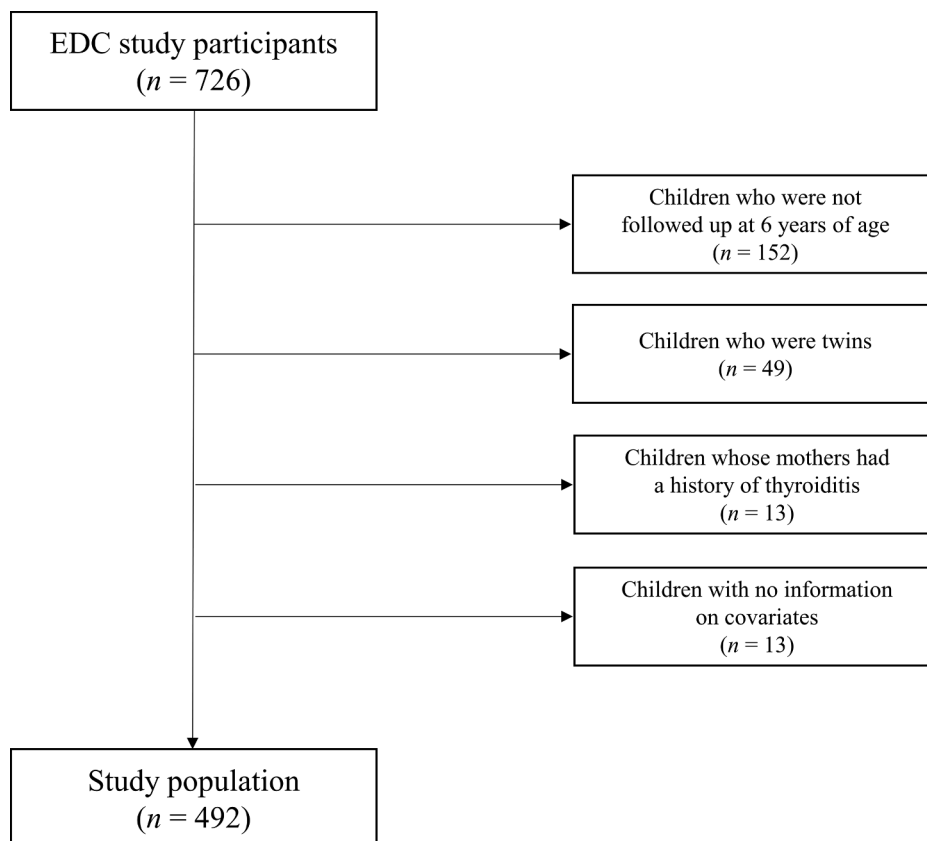 EDC study participants
(n = 726)
Children who were not
followed up at 6 years of age
(n = 152)
Children who were twins
(n = 49)
Children whose mothers had
a history of thyroiditis
(n = 13)
Children with no information
on covariates
(n = 13)
Study population
(n = 492)